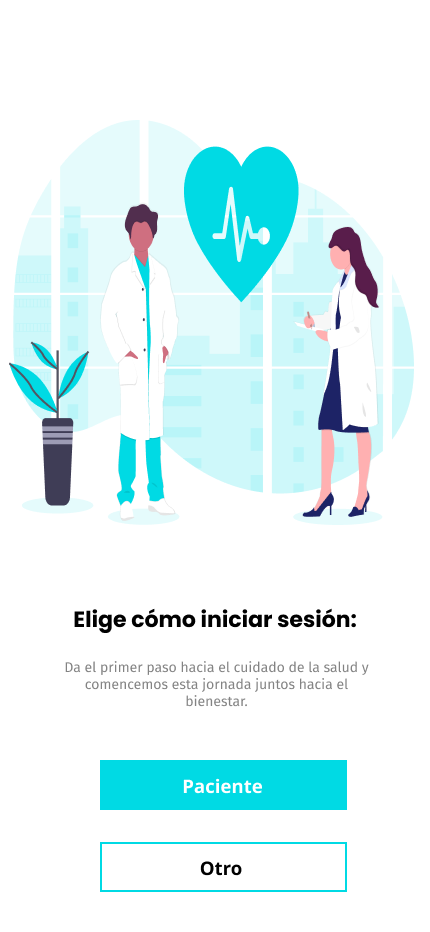 Elige cómo iniciar sesión:
Da el primer paso hacia el cuidado de la salud y
comencemos esta jornada juntos hacia el
bienestar.
Paciente
Otro